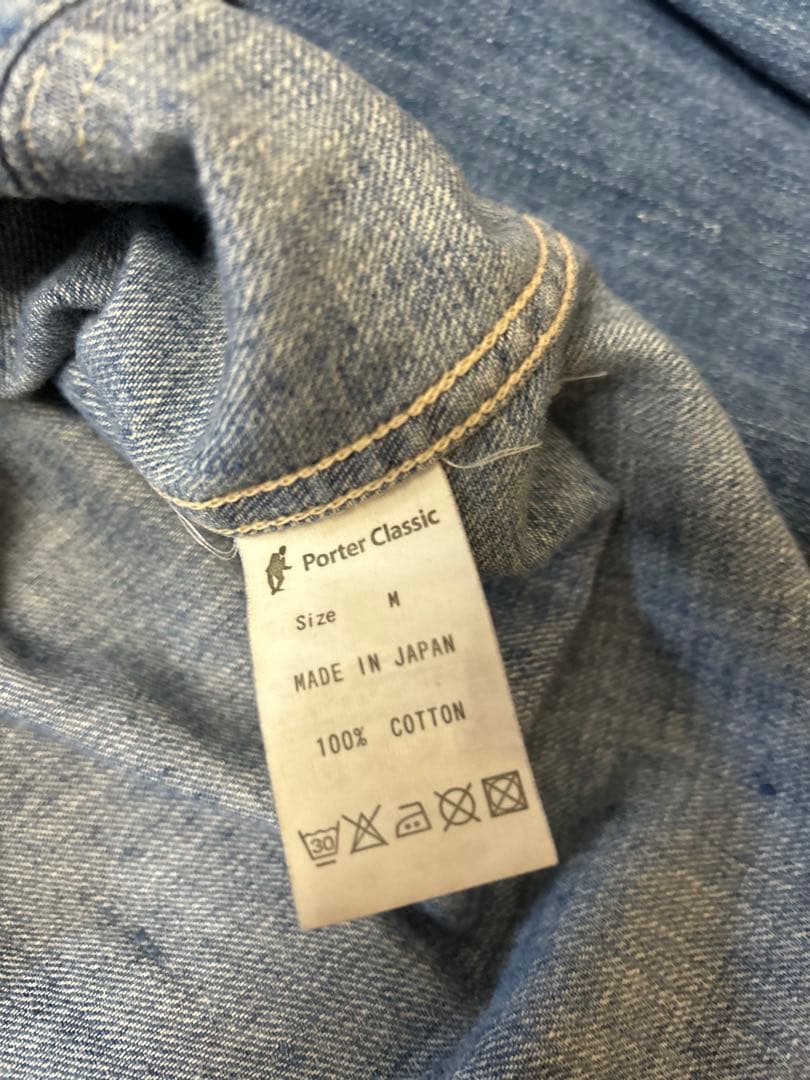 Porter Classic
Size M
MADE IN JAPAN
100% COTTON
30